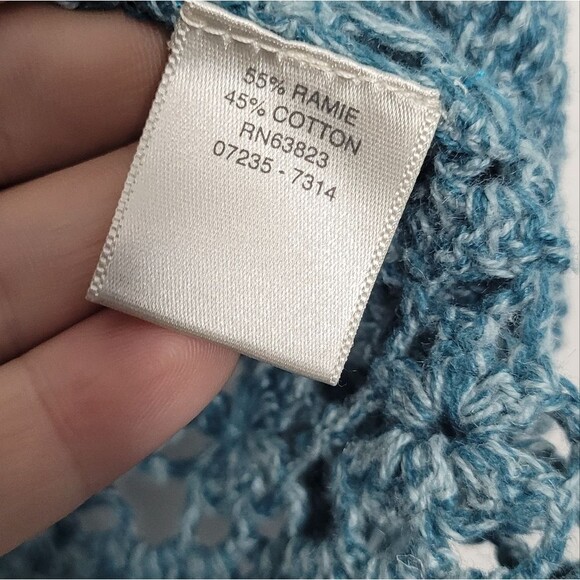 55% RAMIE
45% COTTON
RN63823
07235 - 7314